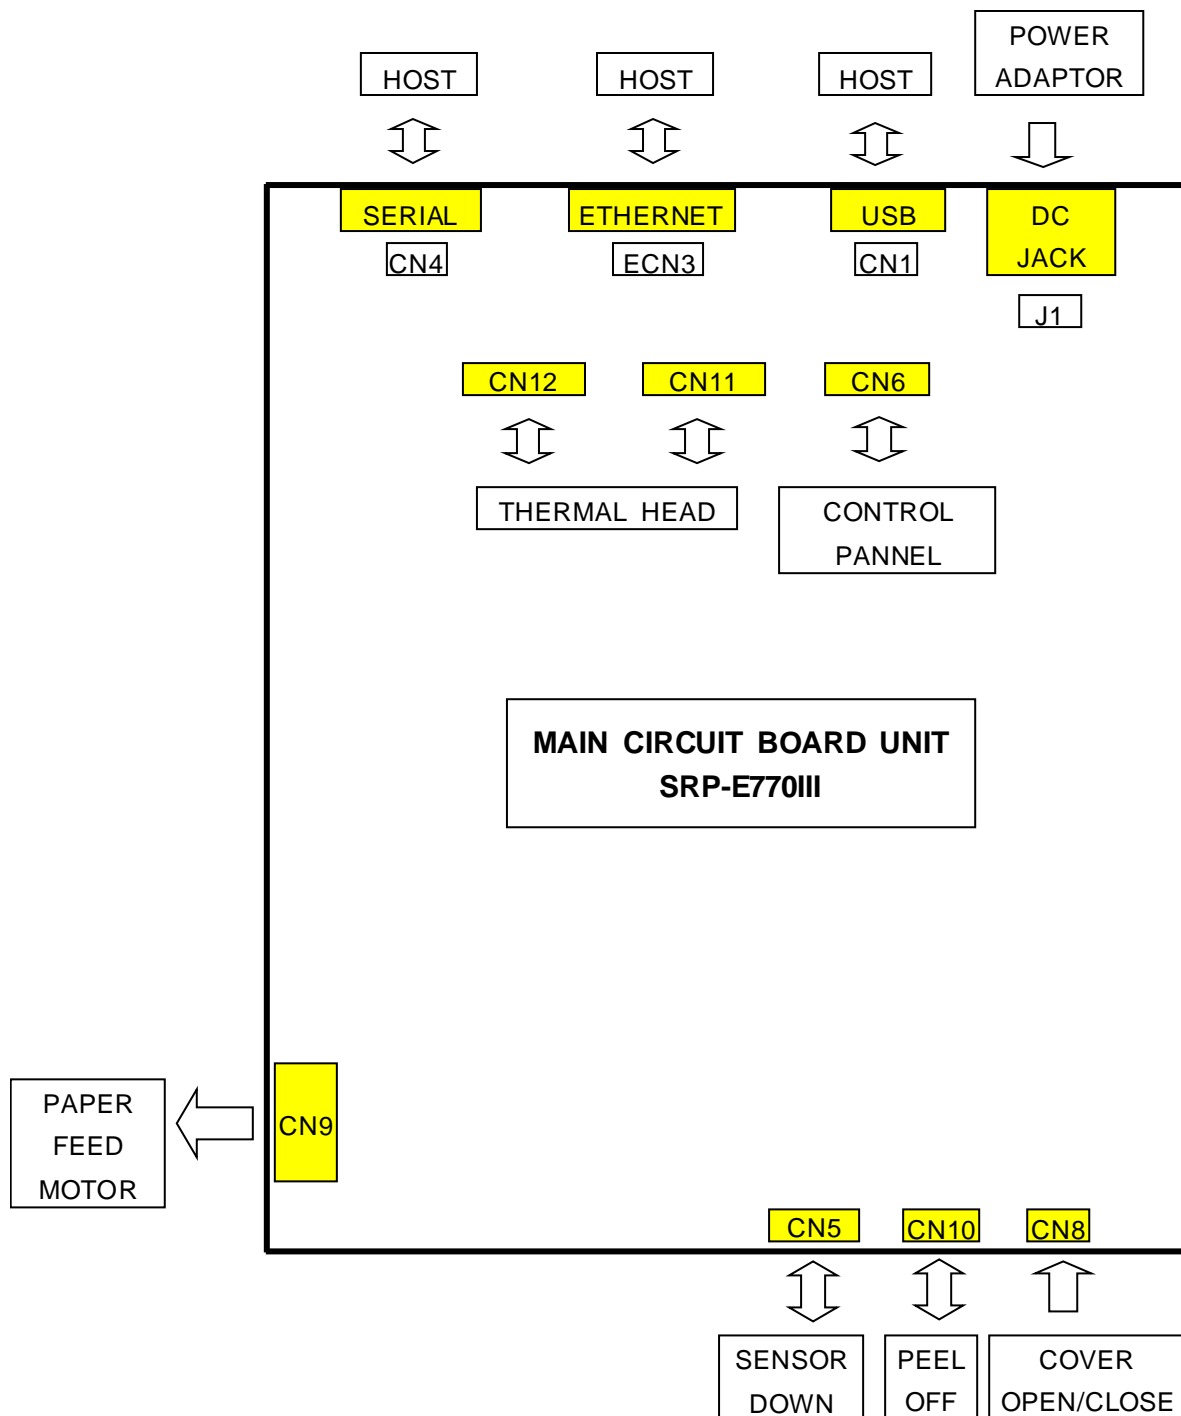 HOST
HOST
HOST
POWER
ADAPTOR
SERIAL
ETHERNET
USB
DC
JACK
CN4
ECN3
CN1
J1
CN12
CN11
CN6
THERMAL HEAD
CONTROL
PANNEL
MAIN CIRCUIT BOARD UNIT
SRP-E770III
PAPER
FEED
MOTOR
CN9
CN5
CN10
CN8
SENSOR
DOWN
PEEL
OFF
COVER
OPEN/CLOSE